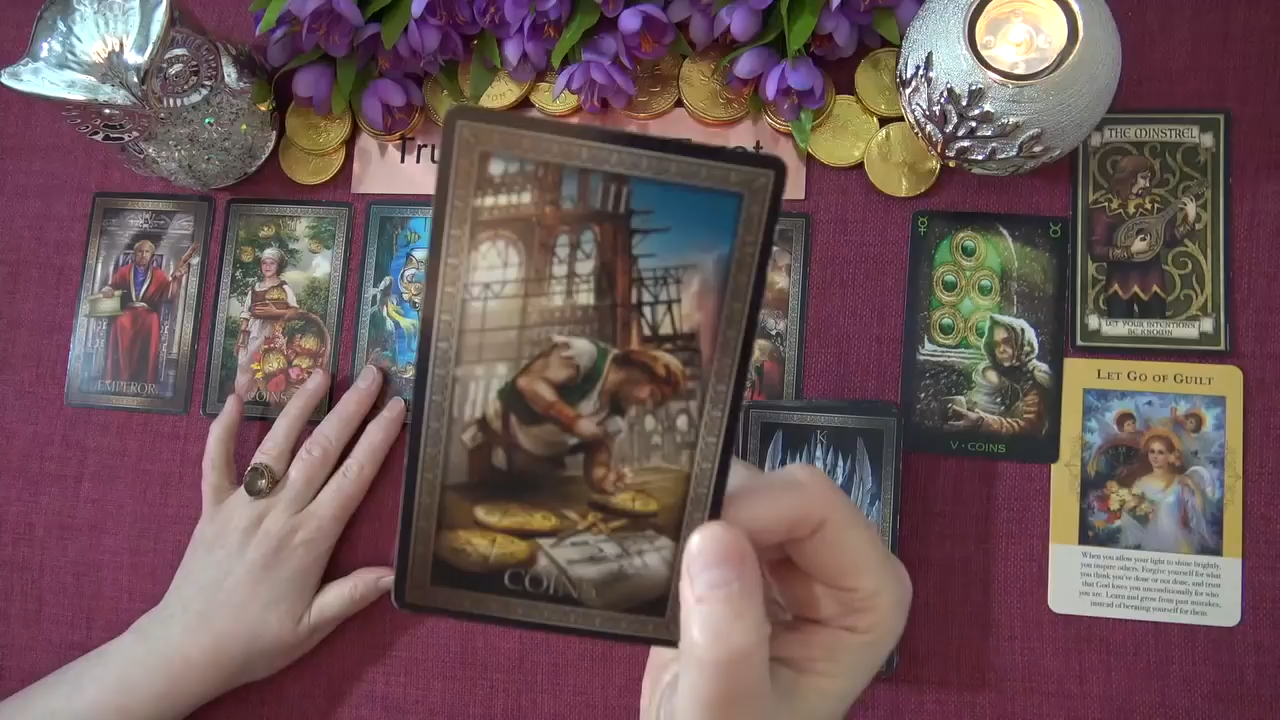 Tru
EMPEROR
VIII
COINS
COINS
K
V • COINS
THE MINSTREL
LET YOUR INTENTIONS
BE KNOWN
LET GO OF GUILT
When you allow your light to shine brightly,
you inspire others. Forgive yourself for what
you think you've done or not done, and trust
that God loves you unconditionally for who
you are. Learn and grow from past mistakes,
instead of berating yourself for them.